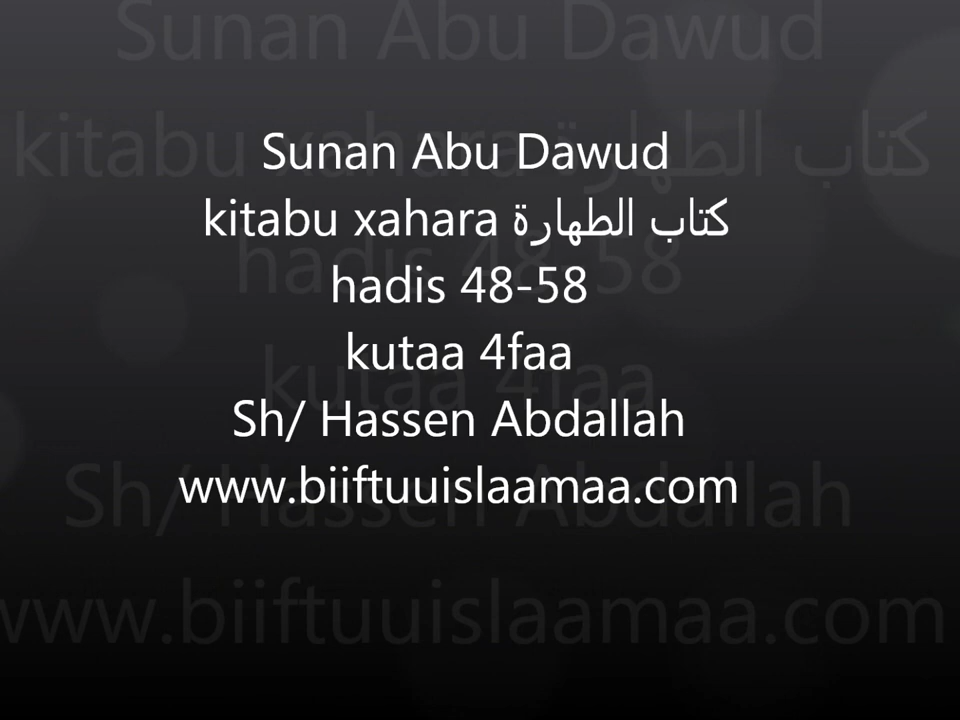 Sunan Abu Dawud
kitabu xahara كتاب الطهارة
hadis 48-58
kutaa 4faa
Sh/ Hassen Abdallah
www.biiftuuislaamaa.com